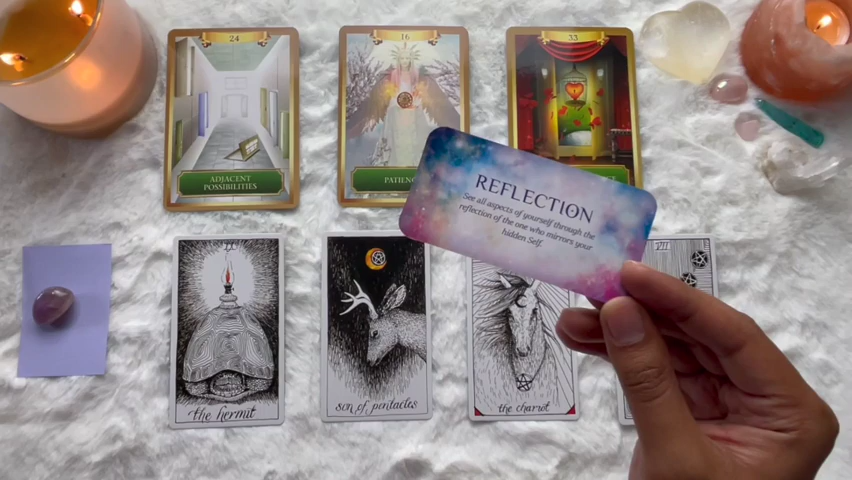 24
ADJACENT
POSSIBILITIES
16
33
REFLECTION
See all aspects of yourself through the
reflection of the one who mirrors your
hidden Self.
the hermit
son of pentacles
the chariot
VII